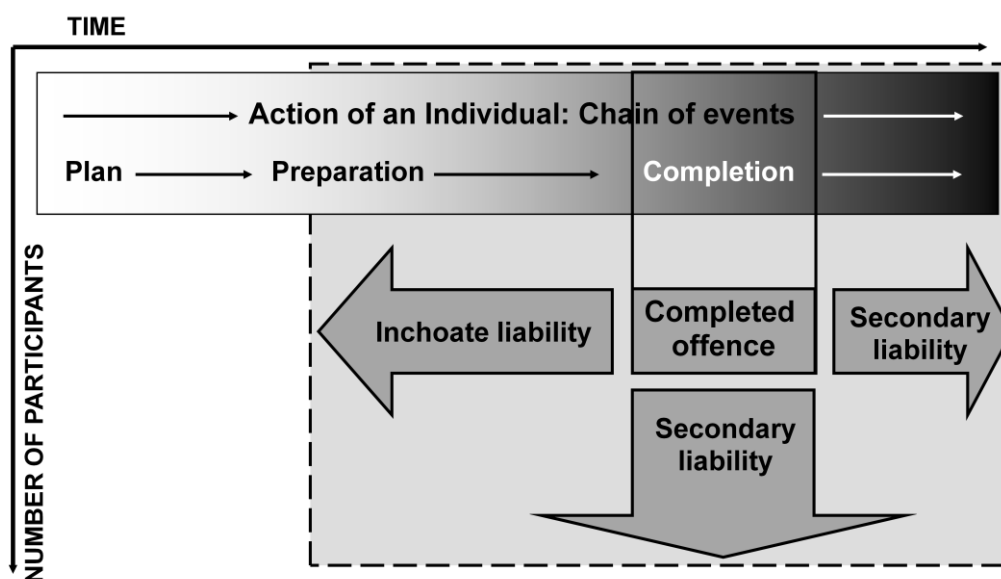 TIME
Action of an Individual: Chain of events
Plan
Preparation
Completion
NUMBER OF PARTICIPANTS
Inchoate liability
Completed
offence
Secondary
liability
Secondary
liability